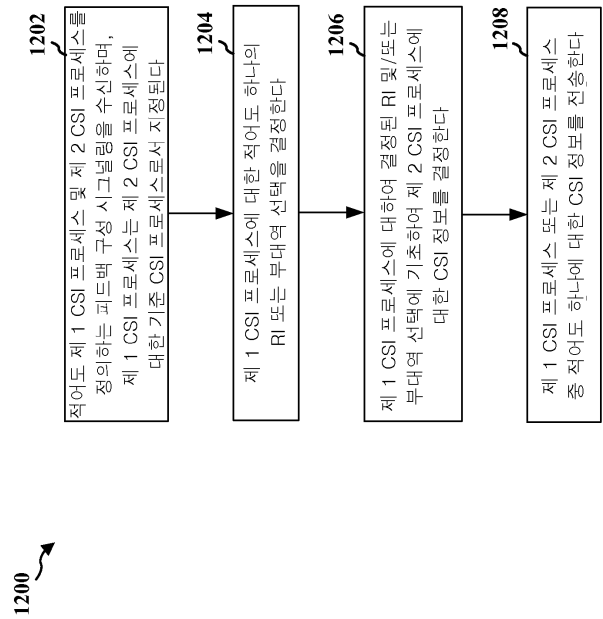 1200
1202
적어도 제 1 CSI 프로세스 및 제 2 CSI 프로세스를
정의하는 피드백 구성 시그널링을 수신하며,
제 1 CSI 프로세스는 제 2 CSI 프로세스에
대한 기준 CSI 프로세스로서 지정된다
1204
제 1 CSI 프로세스에 대한 적어도 하나의
RI 또는 부대역 선택을 결정한다
1206
제 1 CSI 프로세스에 대하여 결정된 RI 및/또는
부대역 선택에 기초하여 제 2 CSI 프로세스에
대한 CSI 정보를 결정한다
1208
제 1 CSI 프로세스 또는 제 2 CSI 프로세스
중 적어도 하나에 대한 CSI 정보를 전송한다